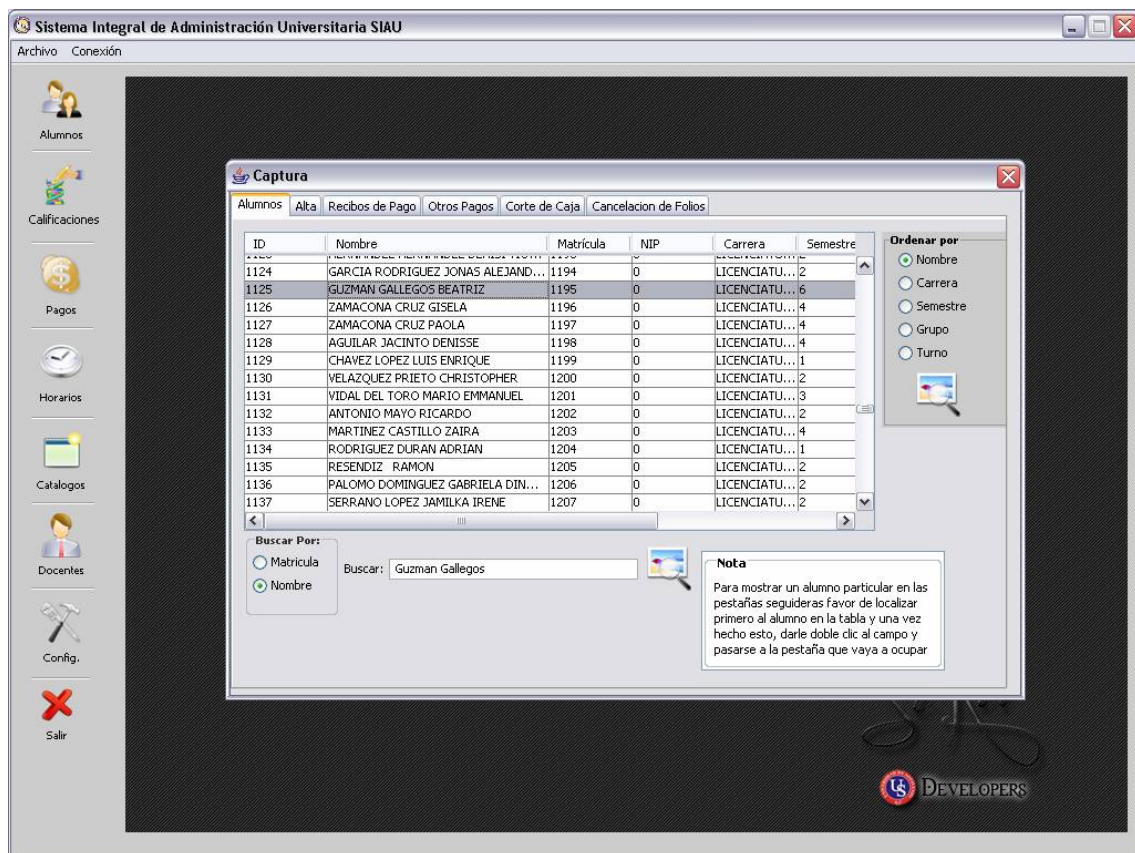 Sistema Integral de Administración Universitaria SIAU
Archivo Conexión
Alumnos
Calificaciones
Pagos
Horarios
Catalogos
Docentes
Config.
Salir
Captura
Alumnos Alta Recibos de Pago Otros Pagos Corte de Caja Cancelacion de Folios
ID Nombre Matrícula NIP Carrera Semestre
1124 GARCIA RODRIGUEZ JONAS ALEJAND... 1194 0 LICENCIATU... 2
1125 GUZMAN GALLEGOS BEATRIZ 1195 0 LICENCIATU... 6
1126 ZAMACONA CRUZ GISELA 1196 0 LICENCIATU... 4
1127 ZAMACONA CRUZ PAOLA 1197 0 LICENCIATU... 4
1128 AGUILAR JACINTO DENISSE 1198 0 LICENCIATU... 4
1129 CHAVEZ LOPEZ LUIS ENRIQUE 1199 0 LICENCIATU... 1
1130 VELAZQUEZ PRIETO CHRISTOPHER 1200 0 LICENCIATU... 2
1131 VIDAL DEL TORO MARIO EMMANUEL 1201 0 LICENCIATU... 3
1132 ANTONIO MAYO RICARDO 1202 0 LICENCIATU... 2
1133 MARTINEZ CASTILLO ZAIRA 1203 0 LICENCIATU... 4
1134 RODRIGUEZ DURAN ADRIAN 1204 0 LICENCIATU... 1
1135 RESENDIZ RAMON 1205 0 LICENCIATU... 2
1136 PALOMO DOMINGUEZ GABRIELA DIN... 1206 0 LICENCIATU... 2
1137 SERRANO LOPEZ JAMILKA IRENE 1207 0 LICENCIATU... 2
Ordenar por
Nombre
Carrera
Semestre
Grupo
Turno
Buscar Por:
Matricula
Nombre
Buscar: Guzman Gallegos
Nota
Para mostrar un alumno particular en las
pestañas seguideras favor de localizar
primero al alumno en la tabla y una vez
hecho esto, darle doble clic al campo y
pasarse a la pestaña que vaya a ocupar
US DEVELOPERS